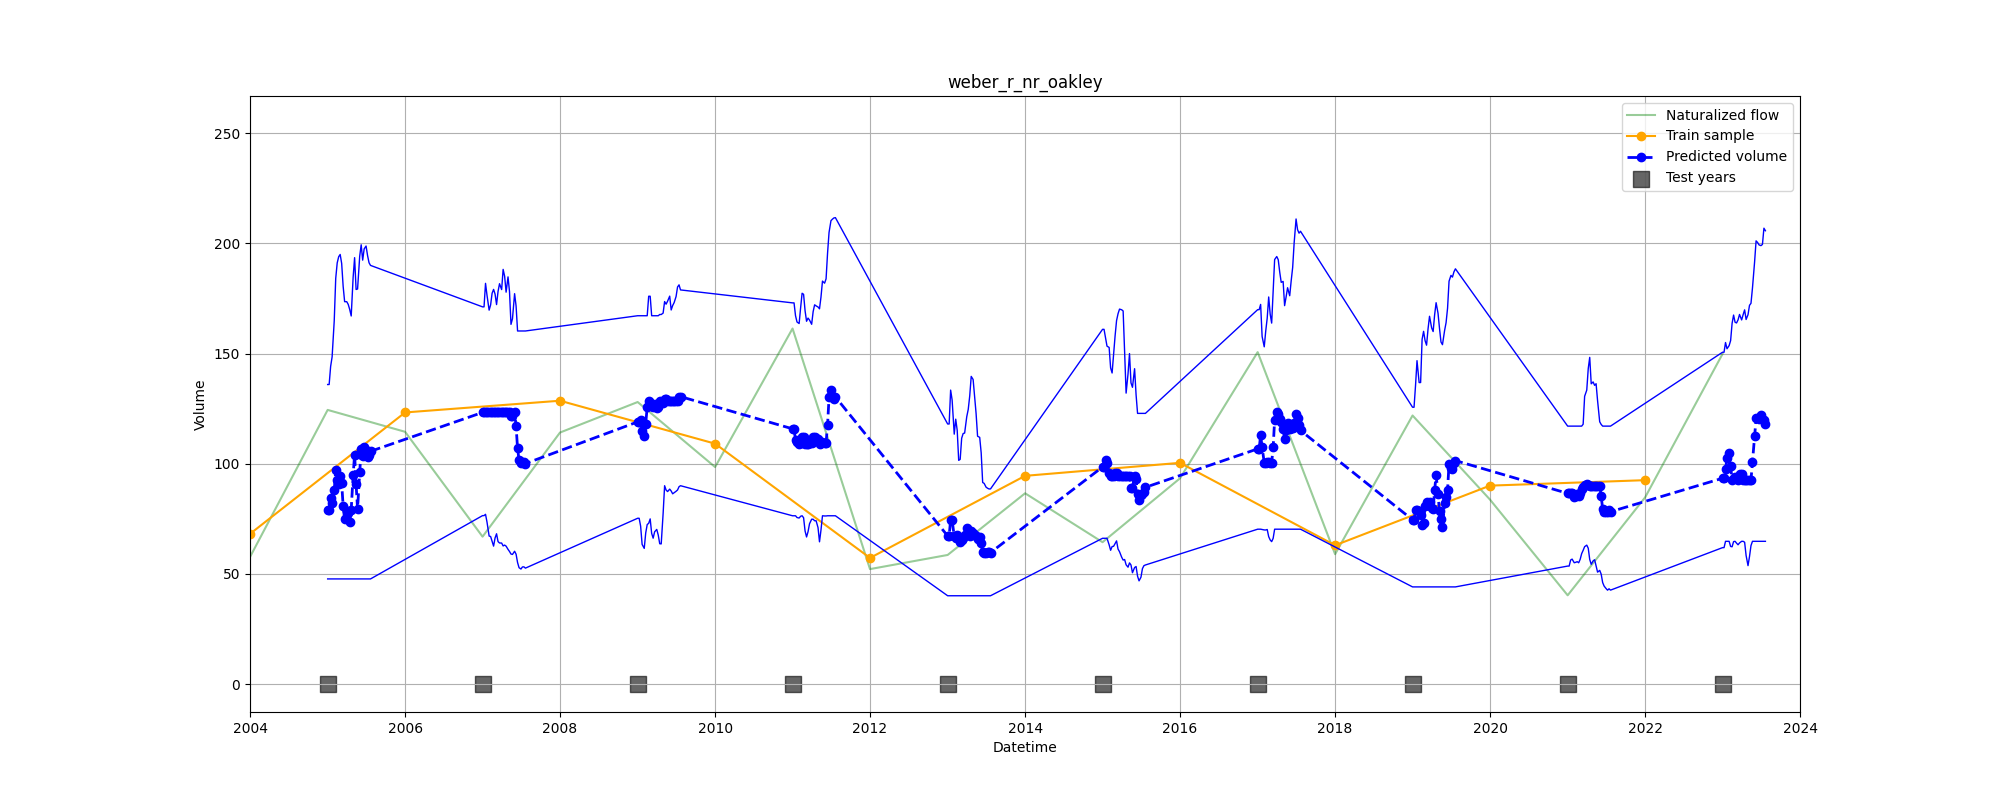 weber_r_nr_oakley
Naturalized flow
Train sample
Predicted volume
Test years
250
200
150
100
50
0
Volume
2004 2006 2008 2010 2012 2014 2016 2018 2020 2022 2024
Datetime